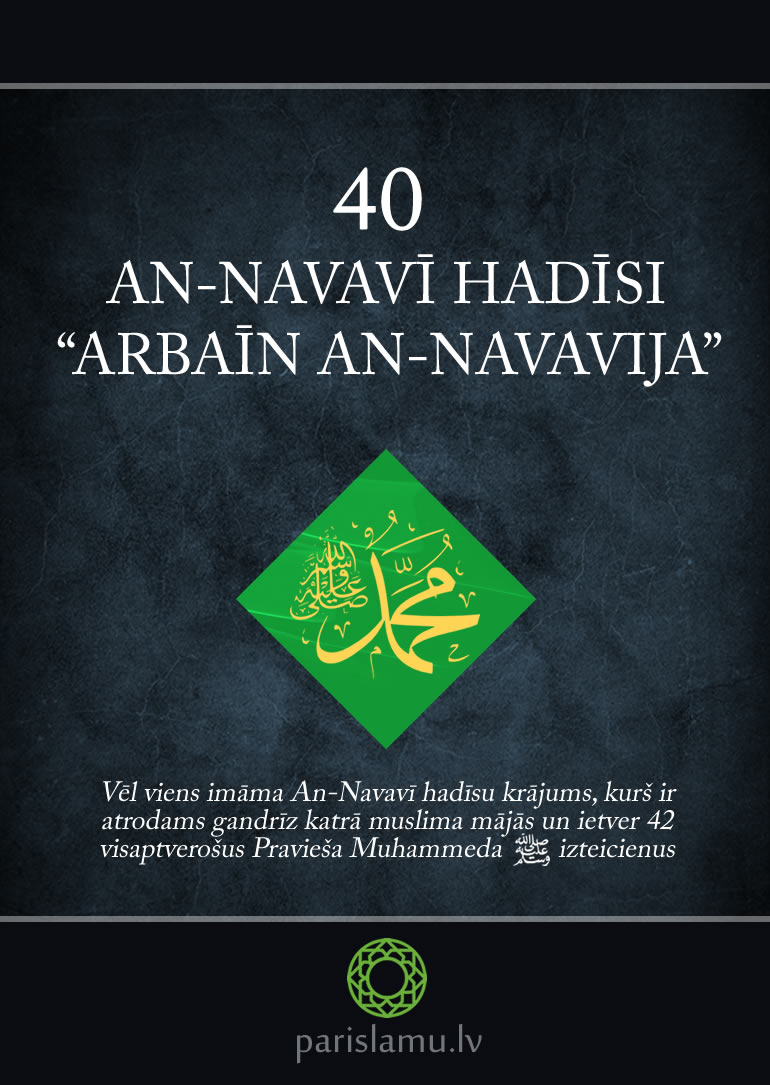 40
AN-NAVAVĪ HADĪSI
“ARBAĪN AN-NAVAVIJA”
محمد صلى الله عليه وسلم
Vēl viens imāma An-Navavī hadīsu krājums, kurš ir
atrodams gandrīz katrā muslima mājās un ietver 42
visaptverošus Pravieša Muhammeda ﷺ izteicienus
parislamu.lv